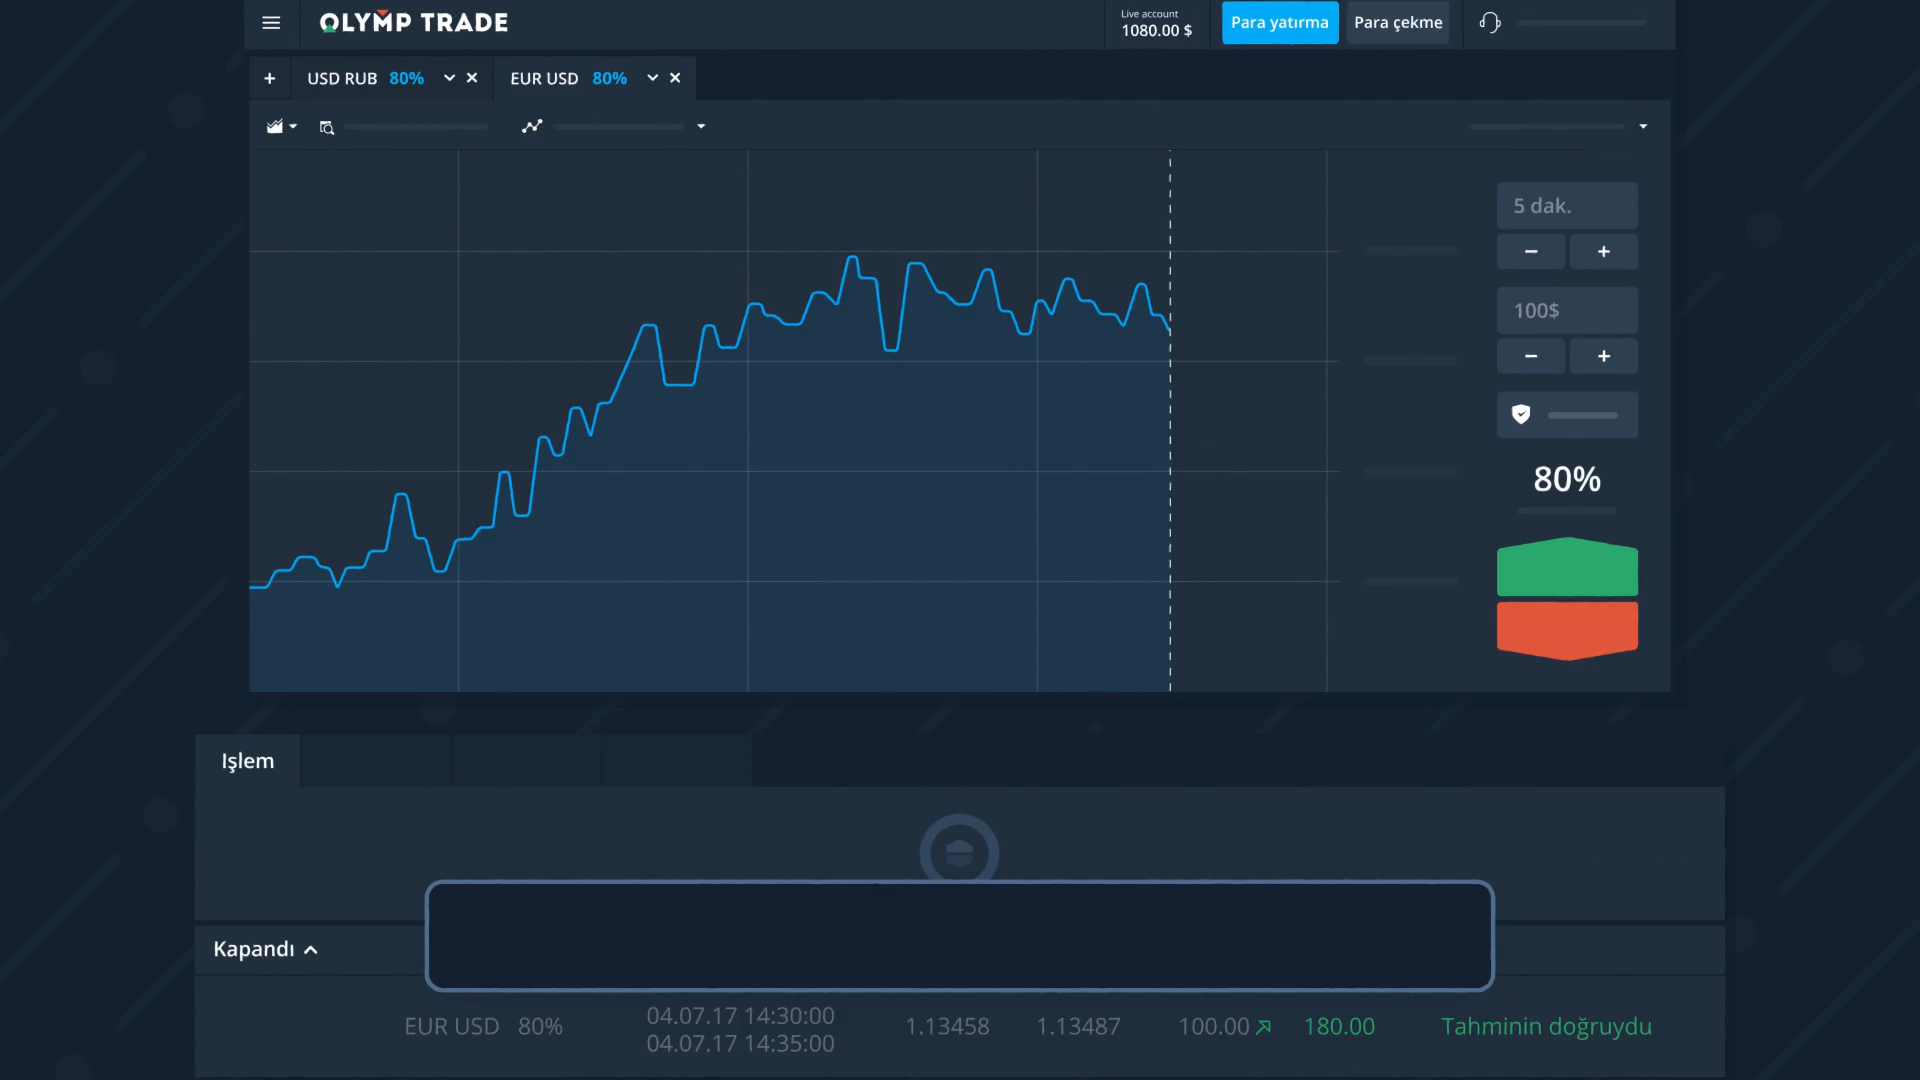 OLYMP TRADE
Live account
1080.00 $
Para yatırma
Para çekme
USD RUB 80%
EUR USD 80%
5 dak.
100$
80%
Işlem
Kapandı
EUR USD 80%
04.07.17 14:30:00
04.07.17 14:35:00
1.13458
1.13487
100.00
180.00
Tahminin doğruydu